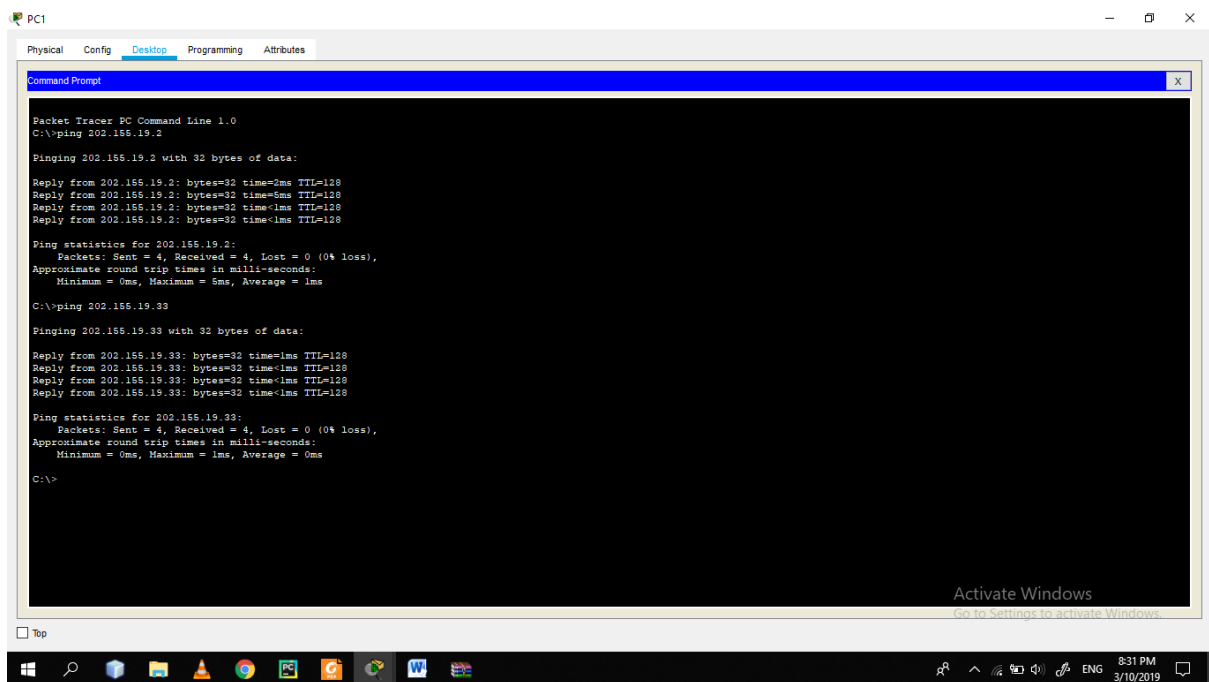 PC1
Physical Config Desktop Programming Attributes
Command Prompt
X
Packet Tracer PC Command Line 1.0
C:\>ping 202.155.19.2
Pinging 202.155.19.2 with 32 bytes of data:
Reply from 202.155.19.2: bytes=32 time=2ms TTL=128
Reply from 202.155.19.2: bytes=32 time=5ms TTL=128
Reply from 202.155.19.2: bytes=32 time<1ms TTL=128
Reply from 202.155.19.2: bytes=32 time<1ms TTL=128
Ping statistics for 202.155.19.2:
Packets: Sent = 4, Received = 4, Lost = 0 (0% loss),
Approximate round trip times in milli-seconds:
Minimum = 0ms, Maximum = 5ms, Average = 1ms
C:\>ping 202.155.19.33
Pinging 202.155.19.33 with 32 bytes of data:
Reply from 202.155.19.33: bytes=32 time=1ms TTL=128
Reply from 202.155.19.33: bytes=32 time<1ms TTL=128
Reply from 202.155.19.33: bytes=32 time<1ms TTL=128
Reply from 202.155.19.33: bytes=32 time<1ms TTL=128
Ping statistics for 202.155.19.33:
Packets: Sent = 4, Received = 4, Lost = 0 (0% loss),
Approximate round trip times in milli-seconds:
Minimum = 0ms, Maximum = 1ms, Average = 0ms
C:\>
Activate Windows
Go to Settings to activate Windows.
Top
PC
W
ENG
8:31 PM
3/10/2019